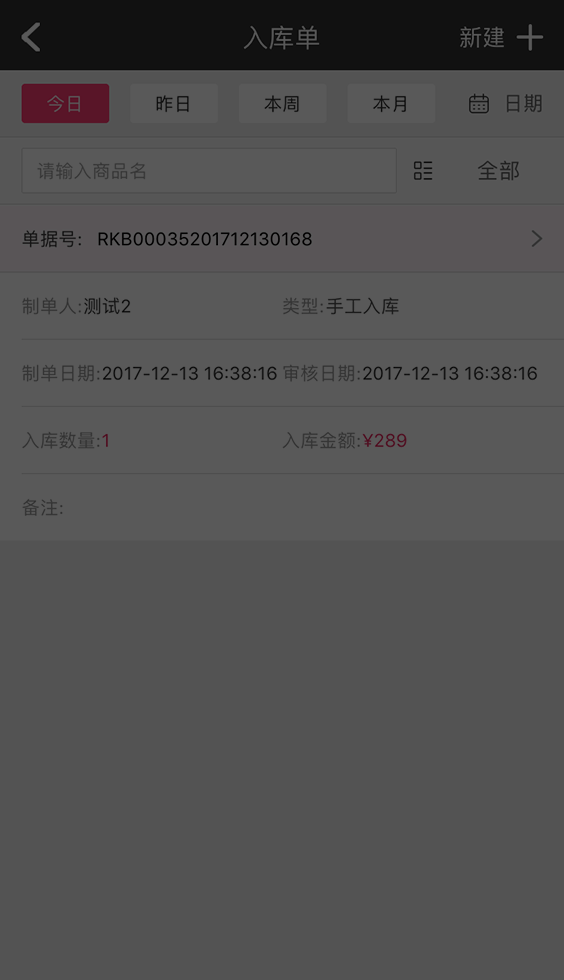 入库单 新建
今日 昨日 本周 本月 日期
请输入商品名 全部
单据号: RKB00035201712130168
制单人:测试2 类型:手工入库
制单日期:2017-12-13 16:38:16 审核日期:2017-12-13 16:38:16
入库数量:1 入库金额:¥289
备注: